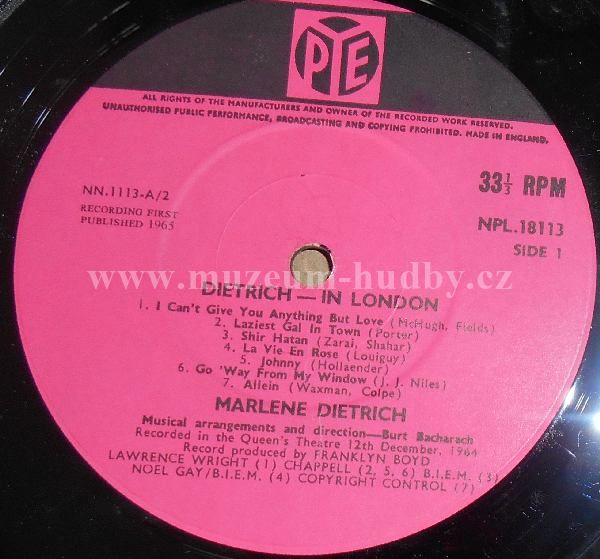 PYE
ALL RIGHTS OF THE MANUFACTURERS AND OWNER OF THE RECORDED WORK RESERVED.
UNAUTHORISED PUBLIC PERFORMANCE, BROADCASTING AND COPYING PROHIBITED. MADE IN ENGLAND.
NN.1113-A/2
RECORDING FIRST
PUBLISHED 1965
33⅓ RPM
NPL.18113
SIDE 1
www.muzeum-hudby.cz
DIETRICH — IN LONDON
1. I Can't Give You Anything But Love (McHugh, Fields)
2. Laziest Gal In Town (Porter)
3. Shir Hatan (Zarai, Shahar)
4. La Vie En Rose (Louiguy)
5. Johnny (Hollaender)
6. Go 'Way From My Window (J. J. Niles)
7. Allein (Waxman, Colpe)
MARLENE DIETRICH
Musical arrangements and direction—Burt Bacharach
Recorded in the Queen's Theatre 12th December, 1964
Record produced by FRANKLYN BOYD
LAWRENCE WRIGHT (1) CHAPPELL (2, 5, 6) B.I.E.M. (3)
NOEL GAY/B.I.E.M. (4) COPYRIGHT CONTROL (7)